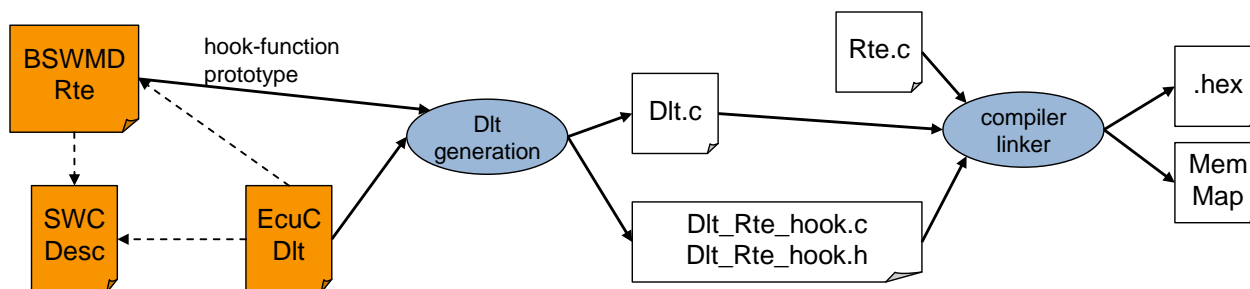 BSWMD
Rte
hook-function
prototype
SWC
Desc
EcuC
Dlt
Dlt
generation
Dlt.c
Dlt_Rte_hook.c
Dlt_Rte_hook.h
Rte.c
compiler
linker
.hex
Mem
Map